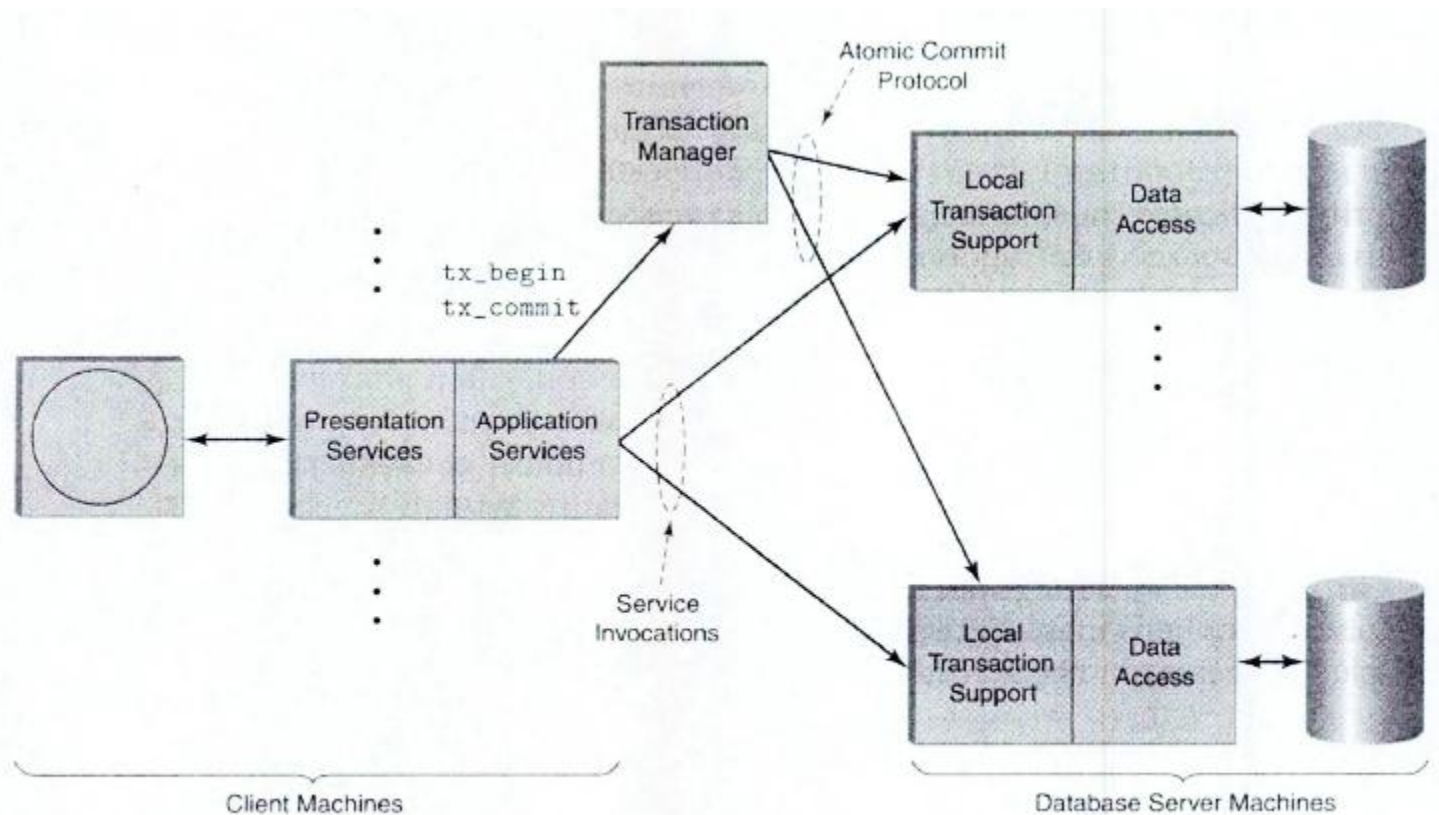 Atomic Commit
Protocol
Transaction
Manager
Local
Transaction
Support
Data
Access
tx_begin
tx_commit
Presentation
Services
Application
Services
Service
Invocations
Local
Transaction
Support
Data
Access
Client Machines
Database Server Machines